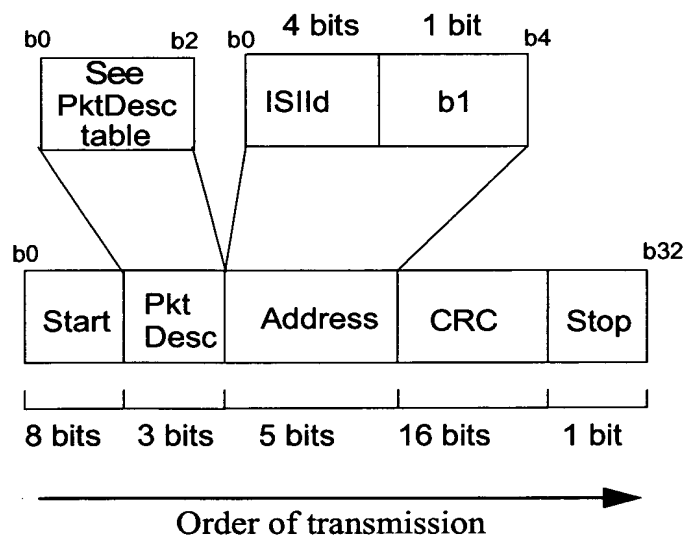 4 bits 1 bit
b0 b2 b0 b4
See
PktDesc
table
ISIId b1
b0 b32
Start Pkt
Desc Address CRC Stop
8 bits 3 bits 5 bits 16 bits 1 bit
Order of transmission